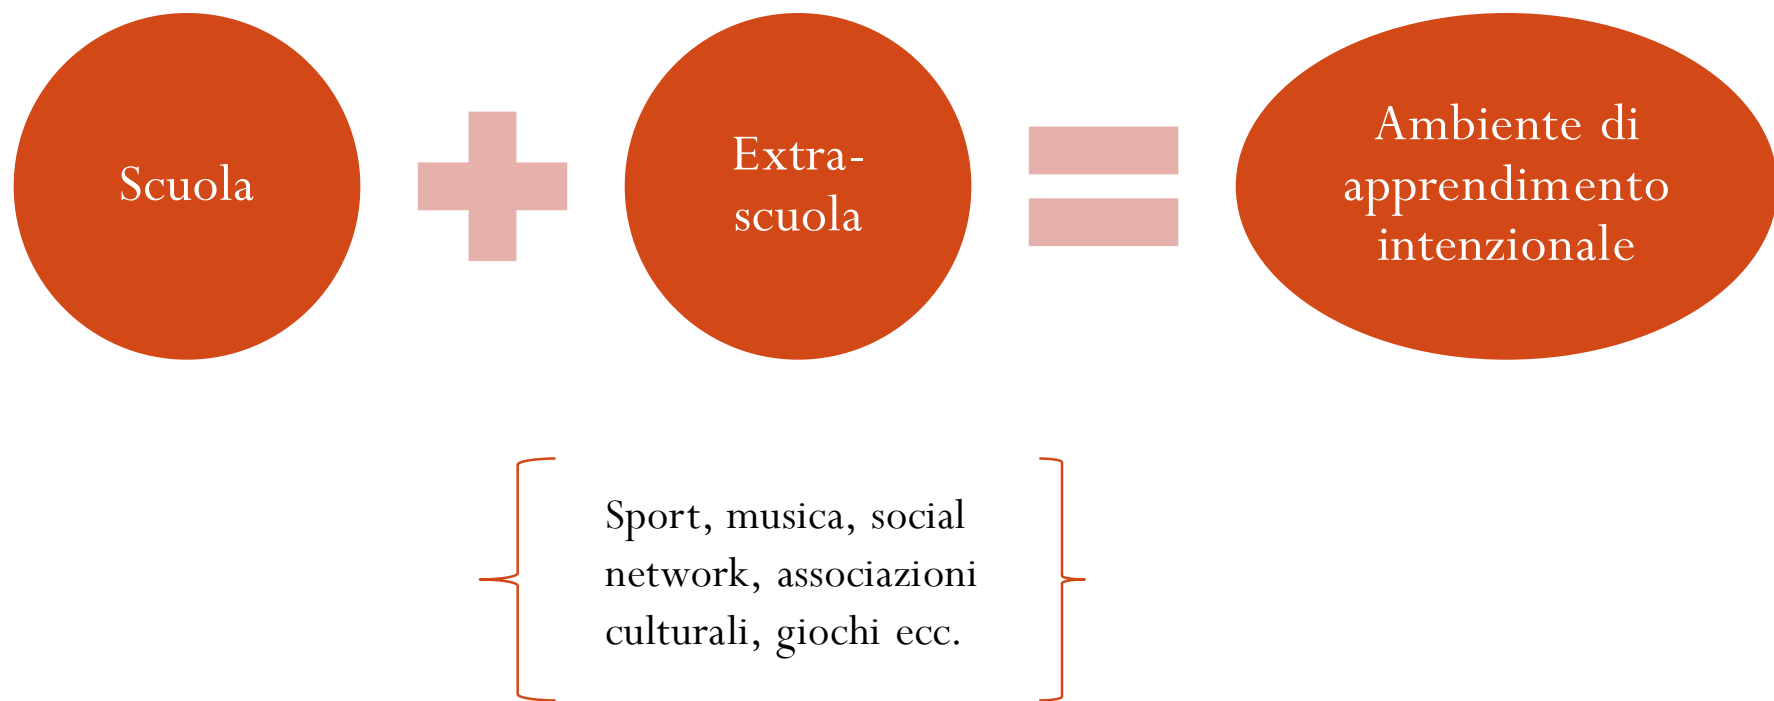 Scuola
Extra-
scuola
Ambiente di
apprendimento
intenzionale
Sport, musica, social
network, associazioni
culturali, giochi ecc.